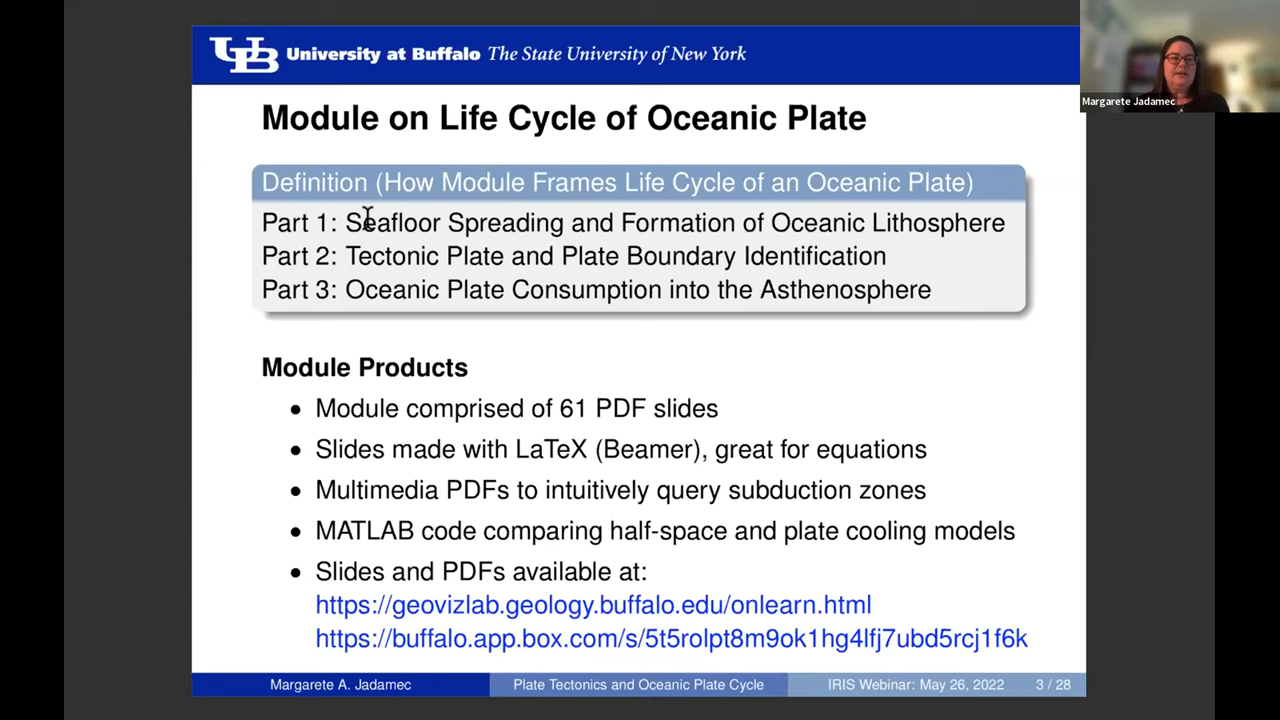 UB University at Buffalo The State University of New York
Margarete Jadamec
Module on Life Cycle of Oceanic Plate
Definition (How Module Frames Life Cycle of an Oceanic Plate)
Part 1: Seafloor Spreading and Formation of Oceanic Lithosphere
Part 2: Tectonic Plate and Plate Boundary Identification
Part 3: Oceanic Plate Consumption into the Asthenosphere
Module Products
• Module comprised of 61 PDF slides
• Slides made with LaTeX (Beamer), great for equations
• Multimedia PDFs to intuitively query subduction zones
• MATLAB code comparing half-space and plate cooling models
• Slides and PDFs available at:
https://geovizlab.geology.buffalo.edu/onlearn.html
https://buffalo.app.box.com/s/5t5rolpt8m9ok1hg4lfj7ubd5rcj1f6k
Margarete A. Jadamec Plate Tectonics and Oceanic Plate Cycle IRIS Webinar: May 26, 2022 3 / 28